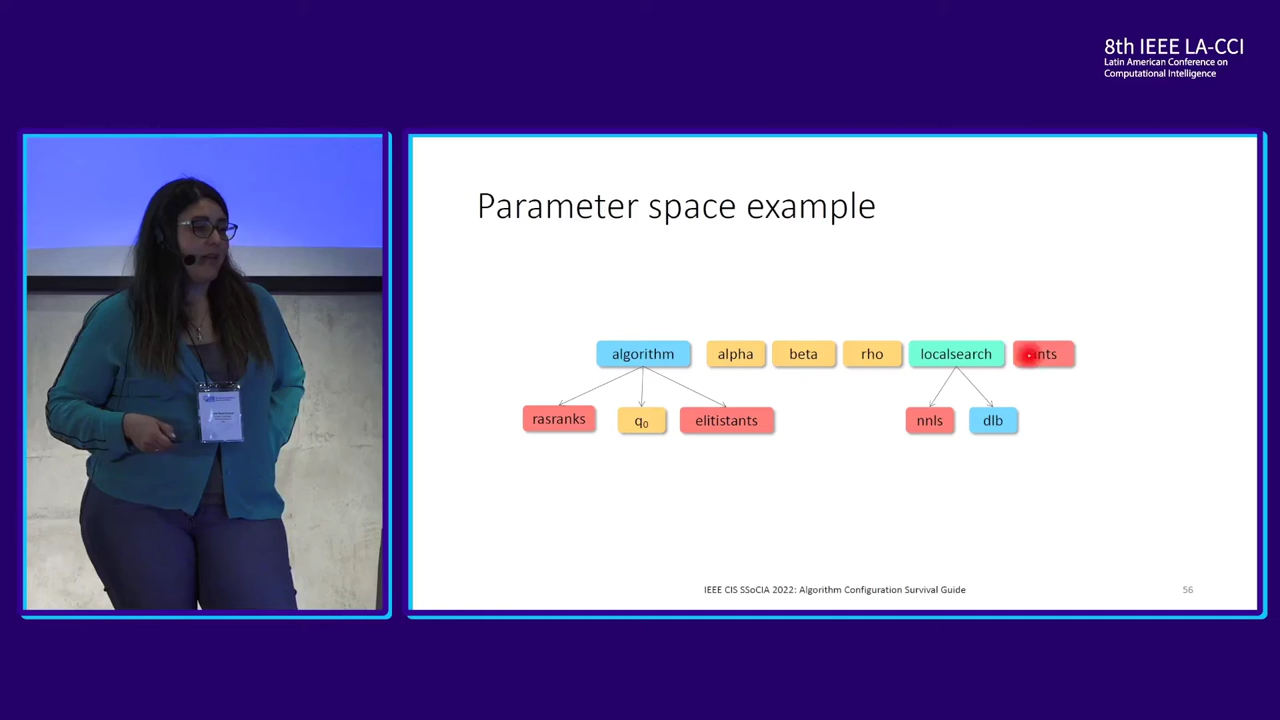 8th IEEE LA-CCI
Latin American Conference on
Computational Intelligence
Parameter space example
algorithm alpha beta rho localsearch
rasranks q₀ elitistants nnls dlb
IEEE CIS SSoCIA 2022: Algorithm Configuration Survival Guide 56